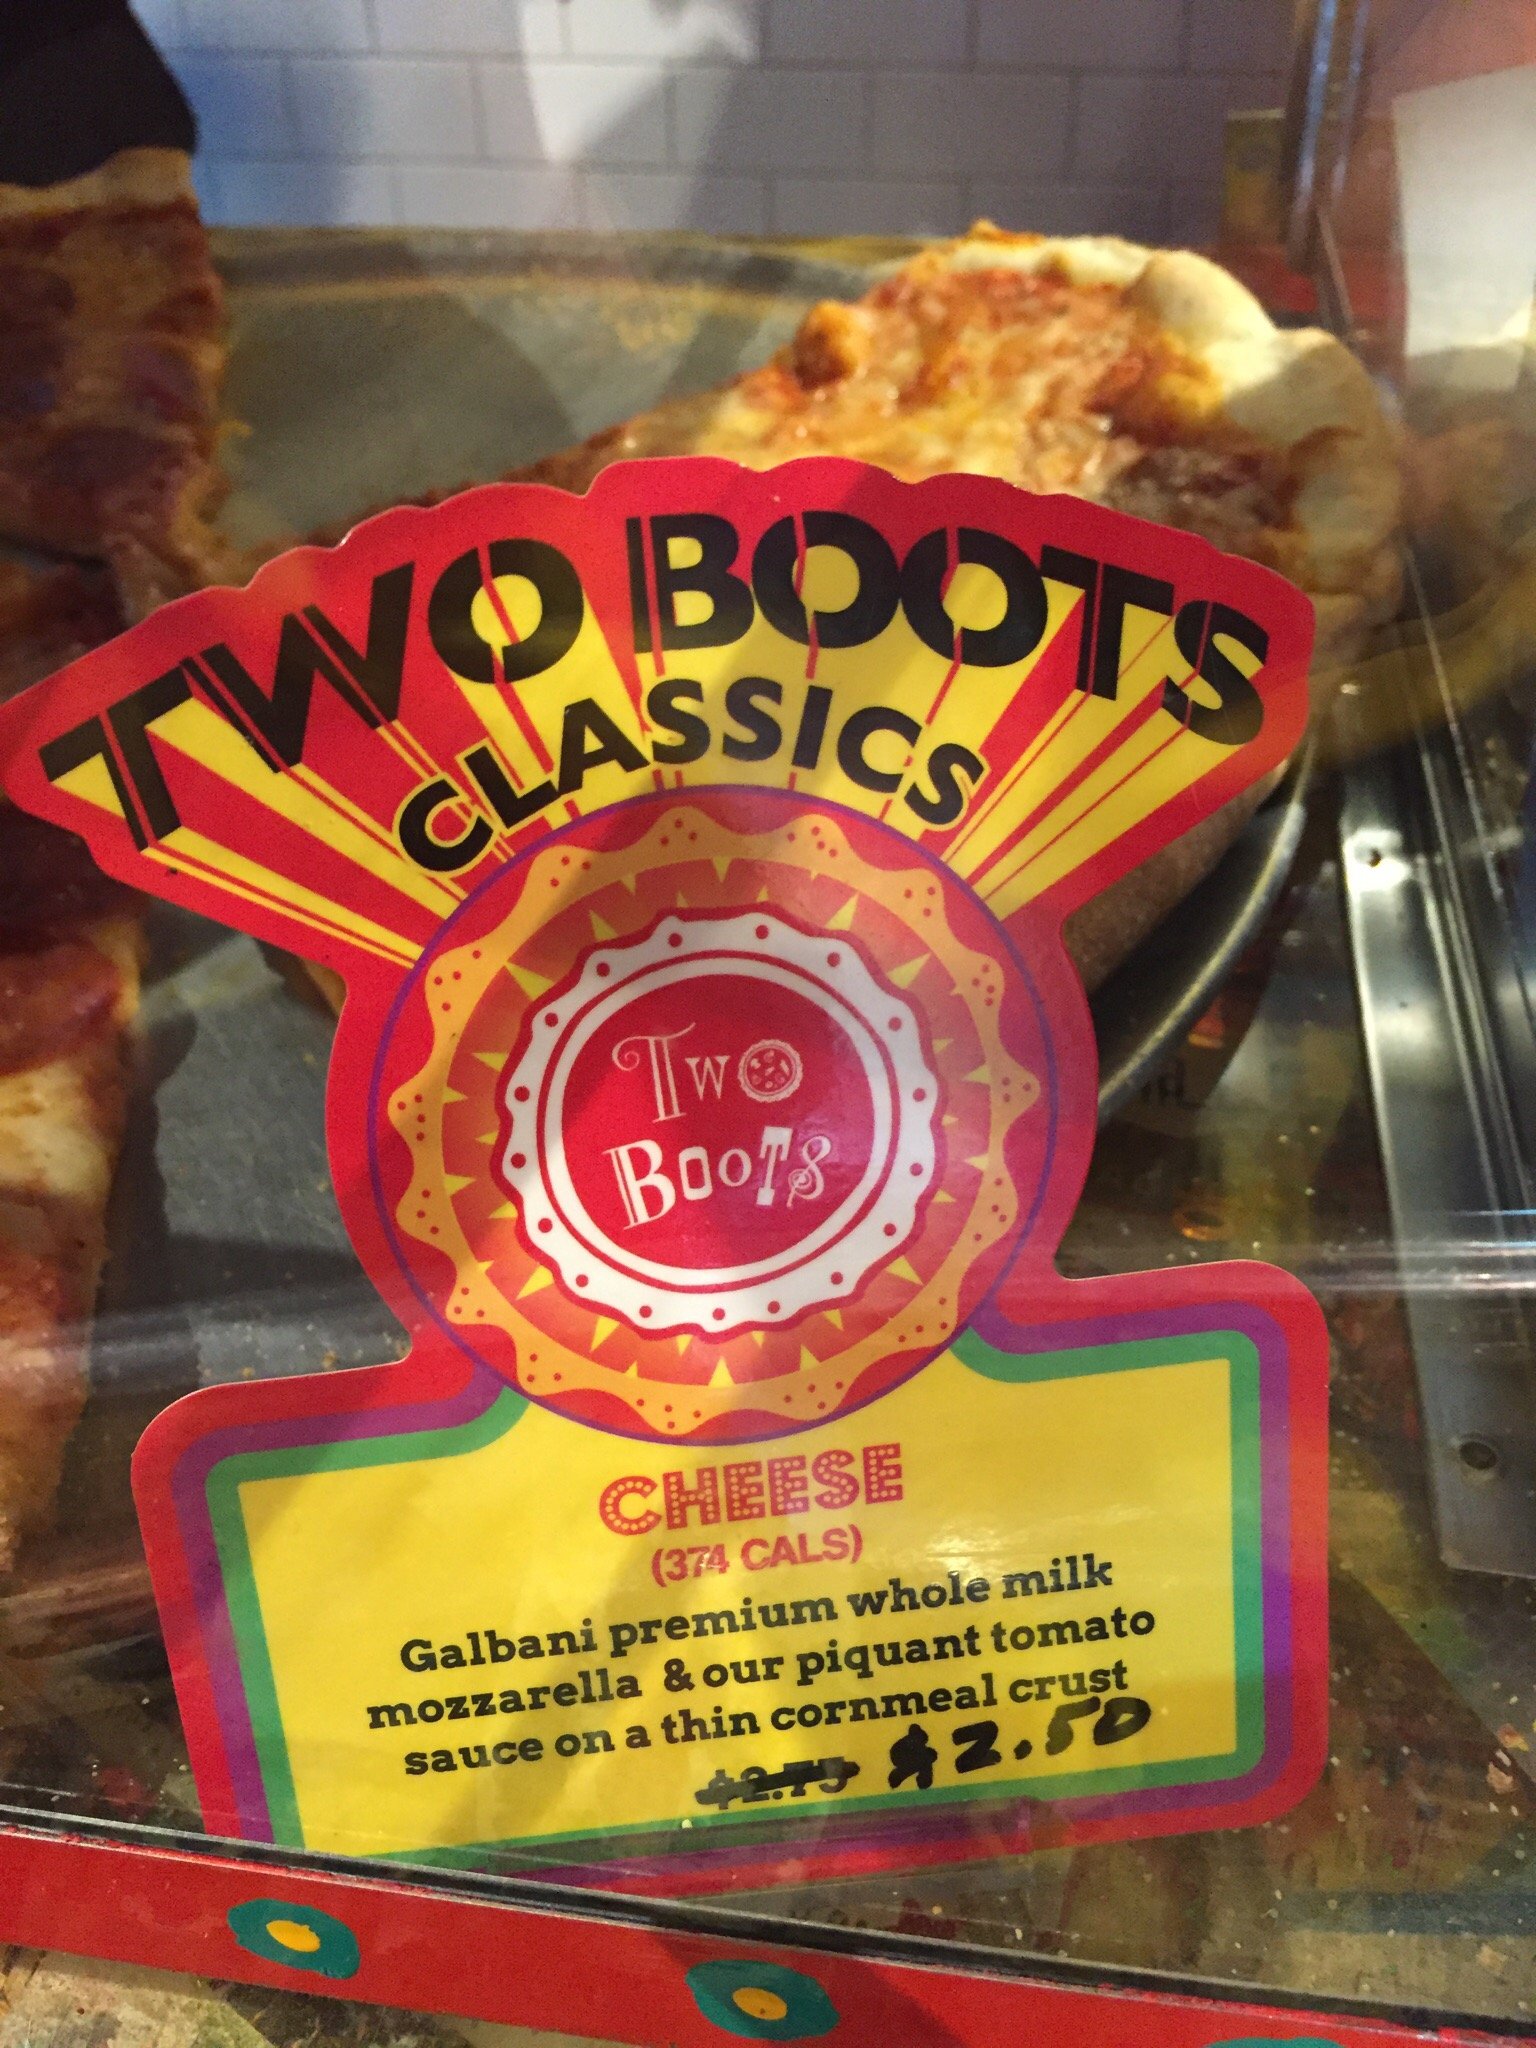 TWO BOOTS
CLASSICS
Two
Boots
CHEESE
(374 CALS)
Galbani premium whole milk
mozzarella & our piquant tomato
sauce on a thin cornmeal crust
$2.75 $2.50